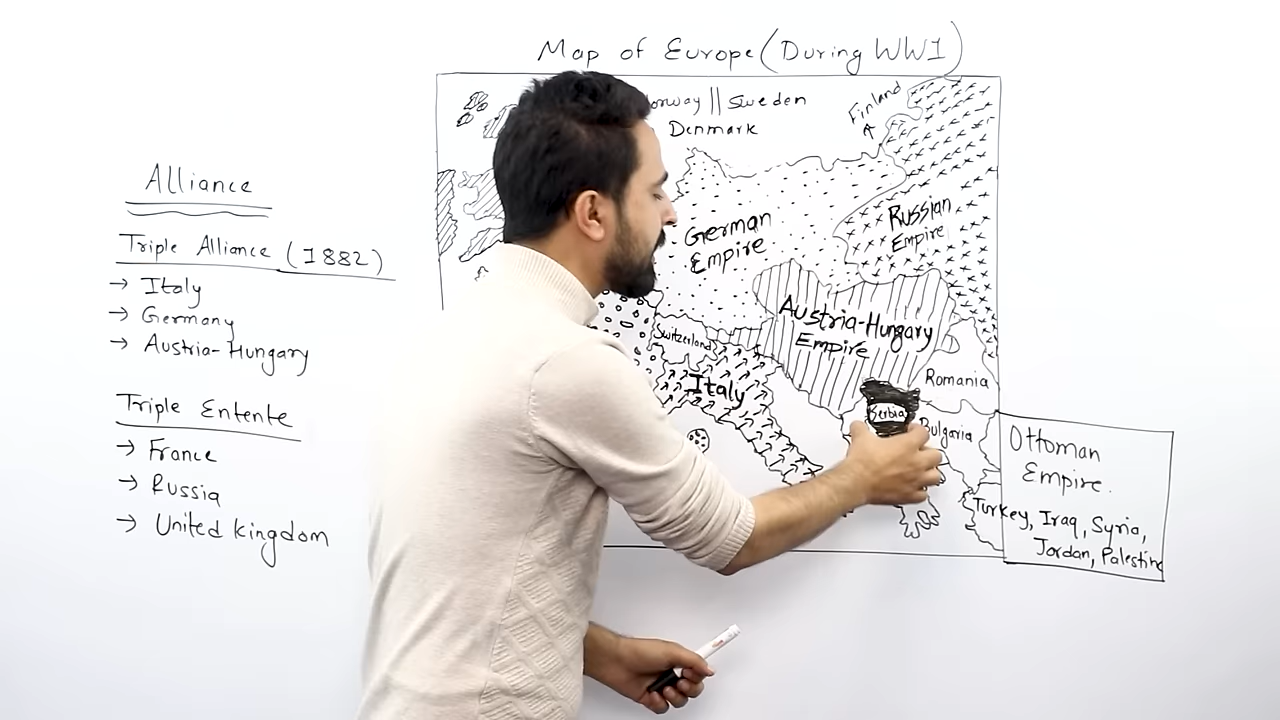 Map of Europe (During WW1)
Alliance
Triple Alliance (1882)
→ Italy
→ Germany
→ Austria-Hungary
Triple Entente
→ France
→ Russia
→ United Kingdom
orway || Sweden
Denmark
Finland
German
Empire
Russian
Empire
Austria-Hungary
Empire
Switzerland
Italy
Romania
Serbia
Bulgaria
Ottoman
Empire.
Turkey, Iraq, Syria,
Jordan, Palestine